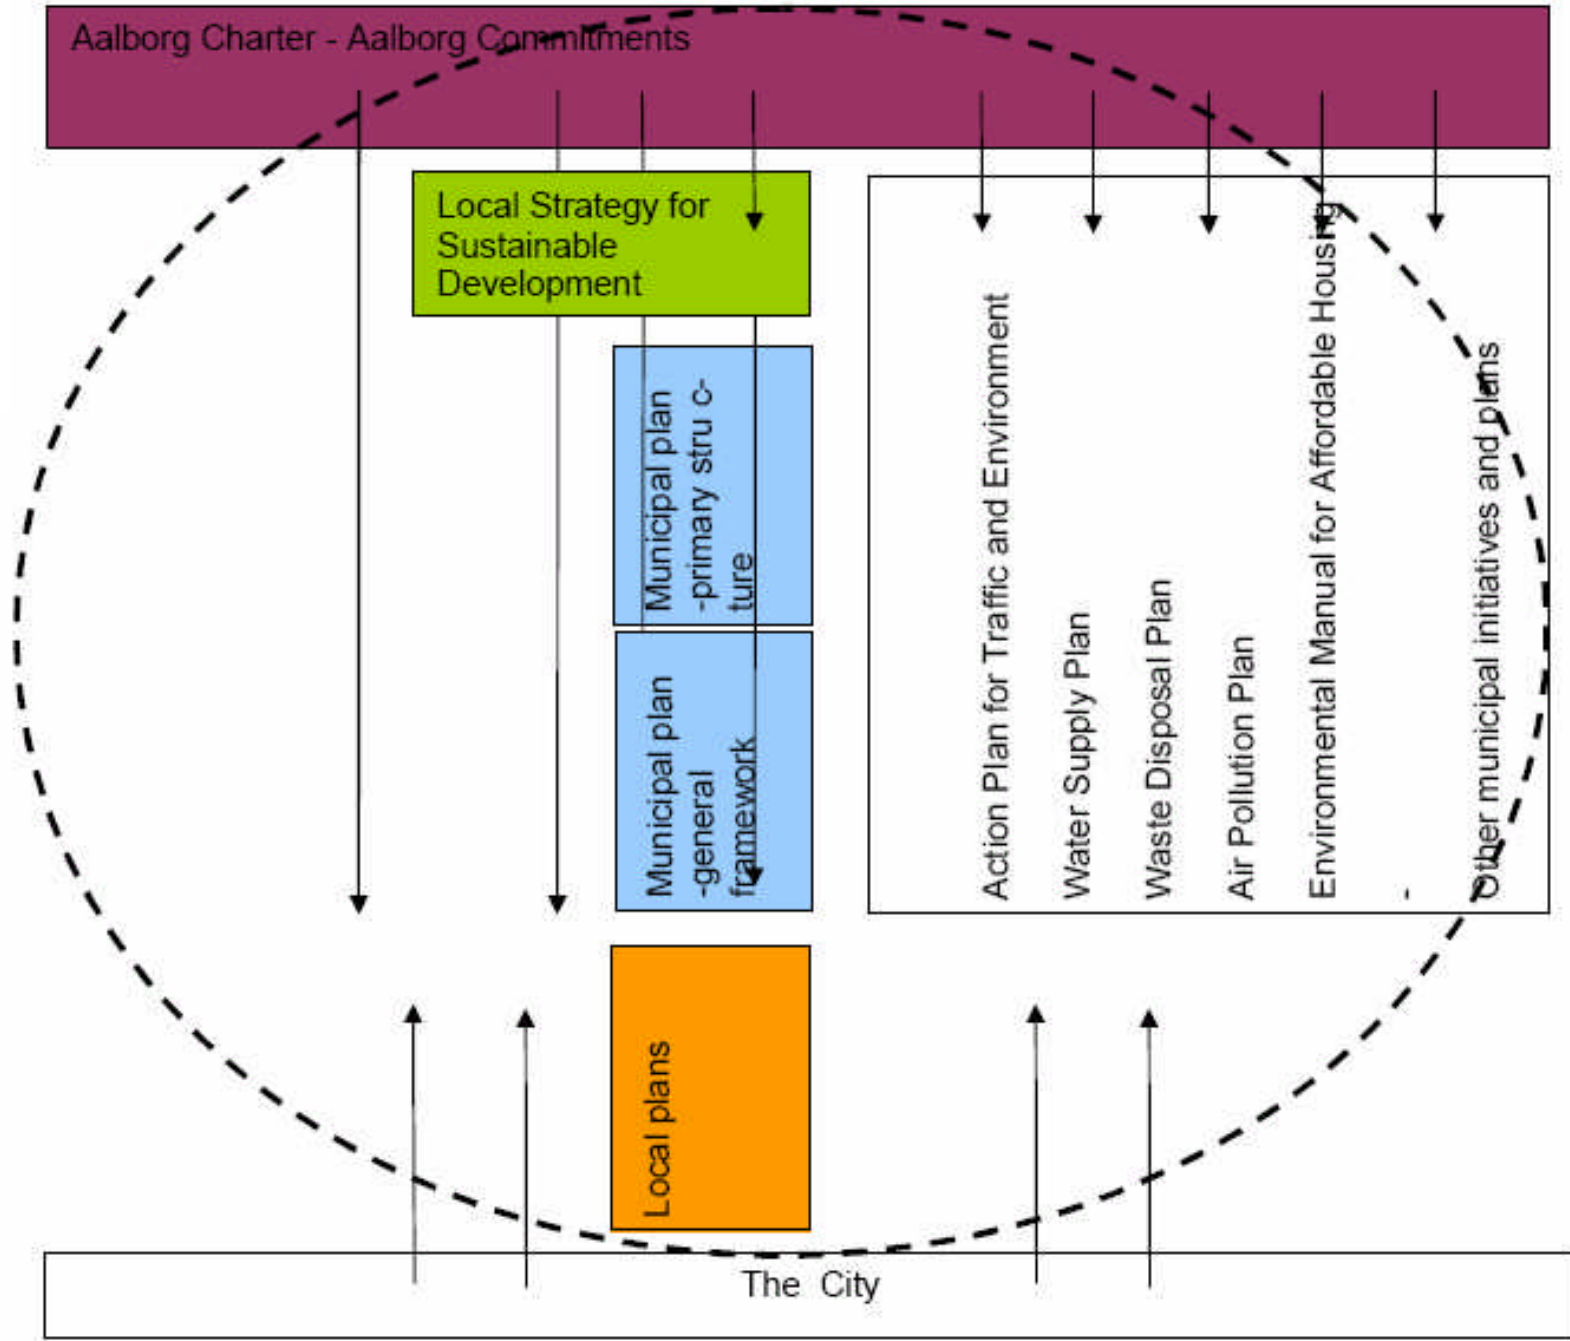 Aalborg Charter - Aalborg Commitments
Local Strategy for
Sustainable
Development
Municipal plan
-primary stru c-
ture
Municipal plan
-general
framework
Local plans
Action Plan for Traffic and Environment
Water Supply Plan
Waste Disposal Plan
Air Pollution Plan
Environmental Manual for Affordable Housing
-
Other municipal initiatives and plans
The City